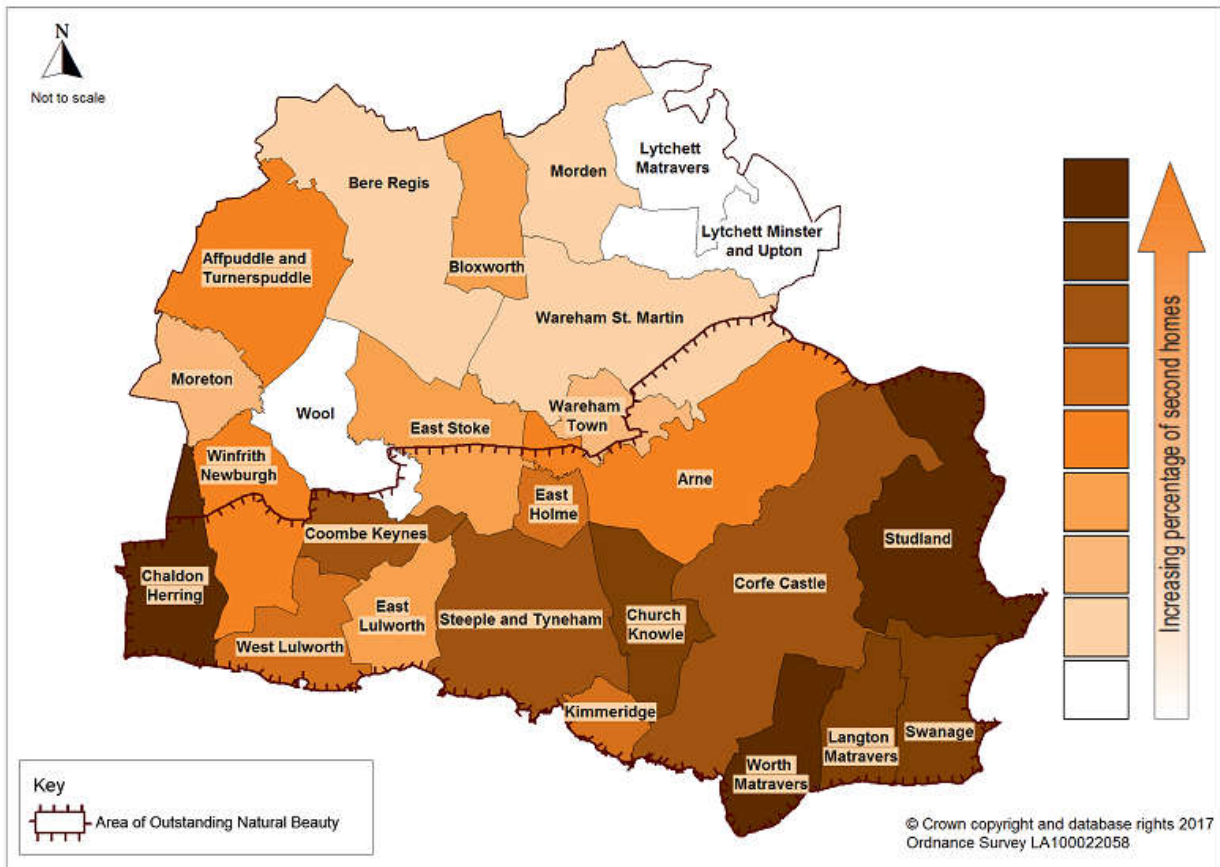 N
Not to scale
Lytchett
Matravers
Morden
Bere Regis
Lytchett Minster
and Upton
Affpuddle and
Turnerspuddle
Bloxworth
Wareham St. Martin
Moreton
Wool
Wareham
Town
East Stoke
Winfrith
Newburgh
Arne
East
Holme
Coombe Keynes
Studland
Chaldon
Herring
Corfe Castle
East
Lulworth
Steeple and Tyneham
Church
Knowle
West Lulworth
Kimmeridge
Langton
Matravers
Swanage
Worth
Matravers
Increasing percentage of second homes
Key
Area of Outstanding Natural Beauty
© Crown copyright and database rights 2017
Ordnance Survey LA100022058